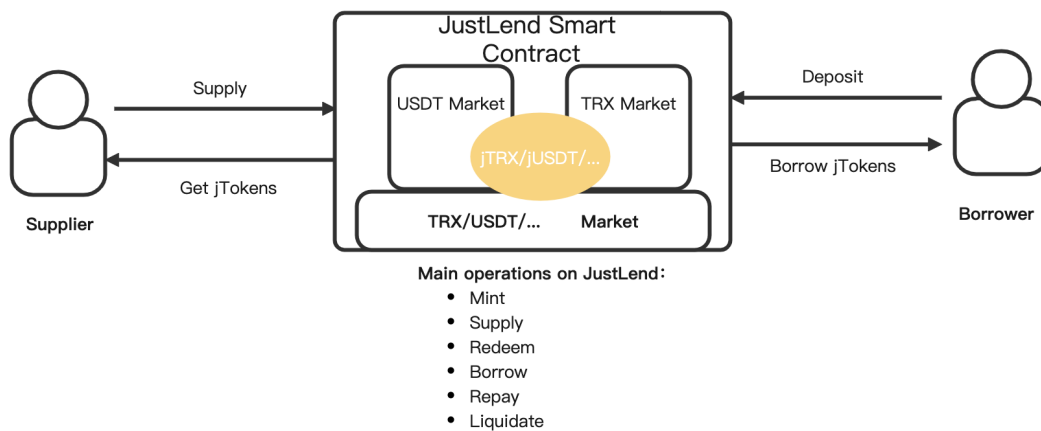 JustLend Smart
Contract
Supply
Get jTokens
Supplier
USDT Market
TRX Market
jTRX/jUSDT/...
TRX/USDT/... Market
Deposit
Borrow jTokens
Borrower
Main operations on JustLend：
• Mint
• Supply
• Redeem
• Borrow
• Repay
• Liquidate